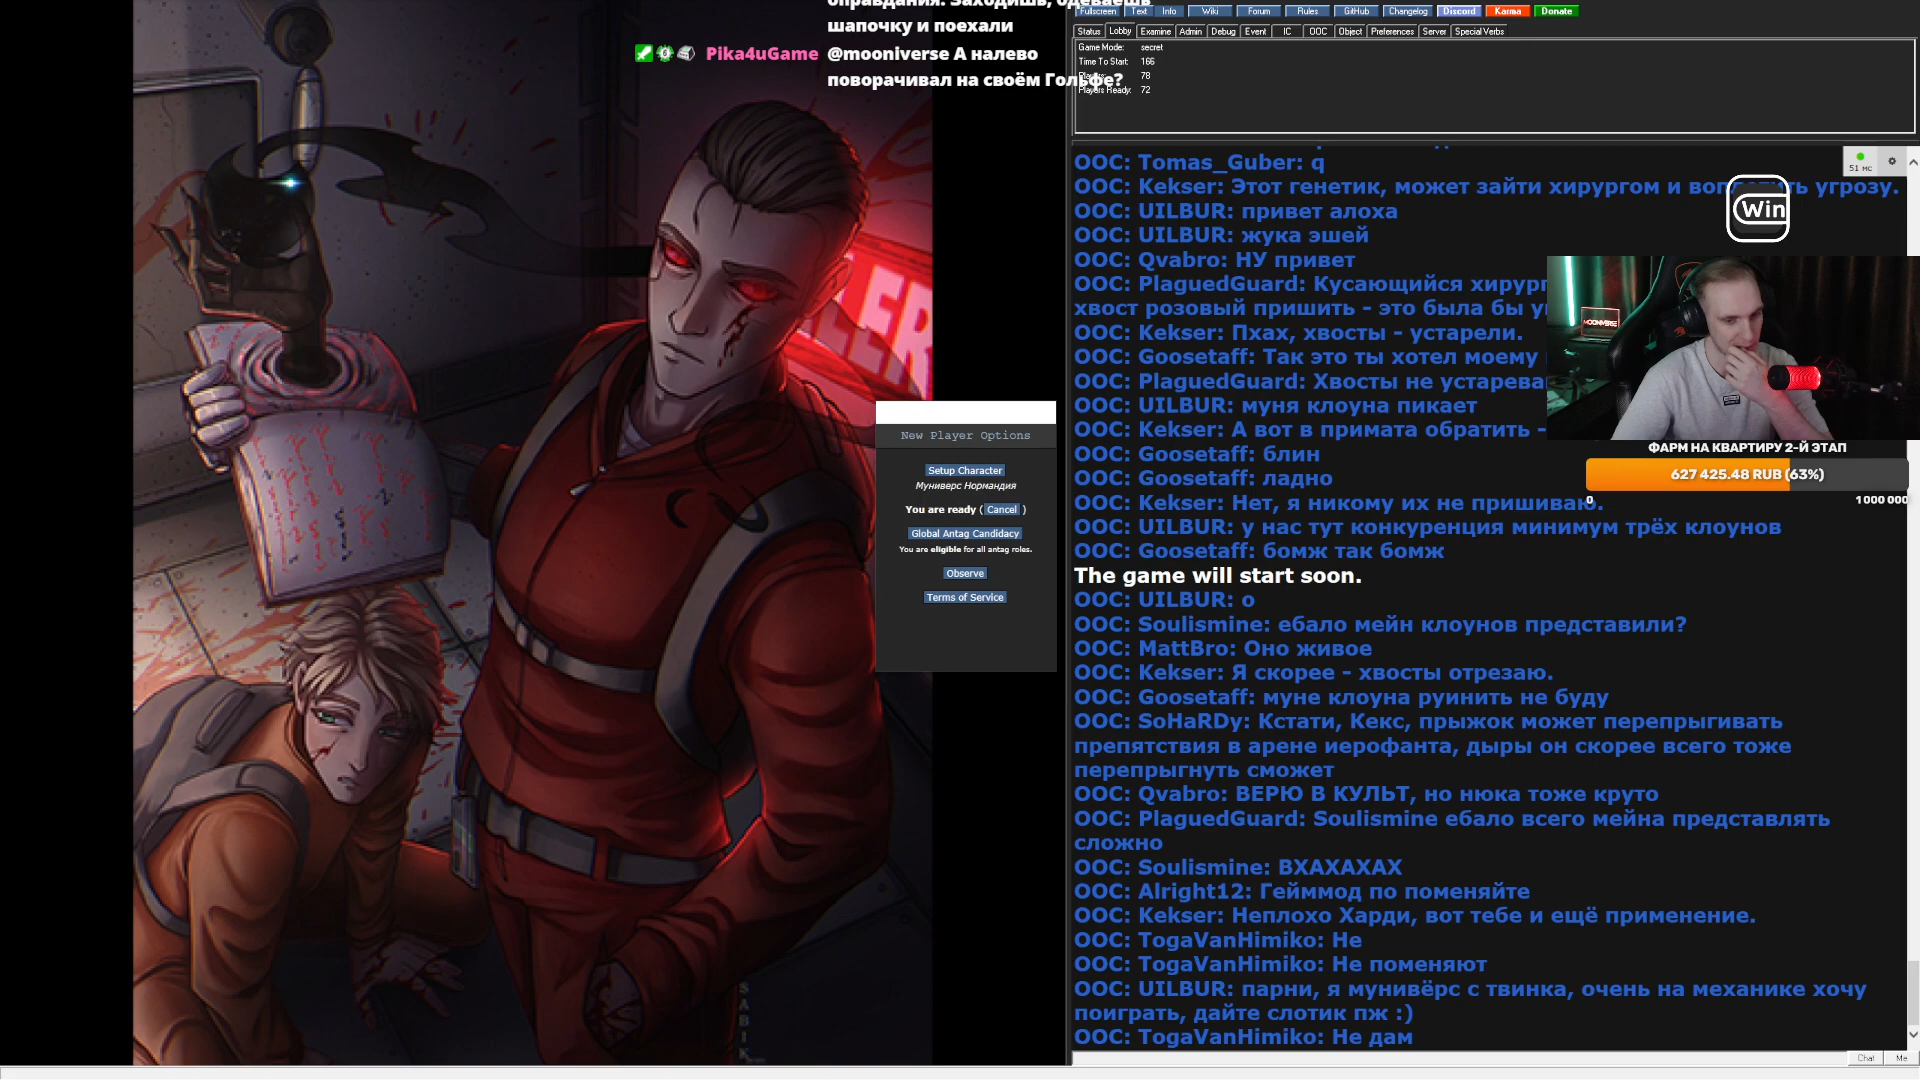 оправдания. Заходишь, одеваешь
шапочку и поехали
Pika4uGame @mooniverse А налево
поворачивал на своём Гольфе?
Fullscreen Text Info Wiki Forum Rules GitHub Changelog Discord Karma Donate
Status Lobby Examine Admin Debug Event IC OOC Object Preferences Server Special Verbs
Game Mode: secret
Time To Start: 166
Players: 78
Players Ready: 72
51 мс
OOC: Tomas_Guber: q
OOC: Kekser: Этот генетик, может зайти хирургом и воплотить угрозу.
OOC: UILBUR: привет алоха
Win
OOC: UILBUR: жука эшей
OOC: Qvabro: НУ привет
OOC: PlaguedGuard: Кусающийся хирург
хвост розовый пришить - это была бы
OOC: Kekser: Пхах, хвосты - устарели.
MOONVERSE
OOC: Goosetaff: Так это ты хотел моему
OOC: PlaguedGuard: Хвосты не устарева
OOC: UILBUR: муня клоуна пикает
OOC: Kekser: А вот в примата обратить -
OOC: Goosetaff: блин
OOC: Goosetaff: ладно
ФАРМ НА КВАРТИРУ 2-Й ЭТАП
627 425.48 RUB (63%)
0 1 000 000
OOC: Kekser: Нет, я никому их не пришиваю.
OOC: UILBUR: у нас тут конкуренция минимум трёх клоунов
OOC: Goosetaff: бомж так бомж
The game will start soon.
OOC: UILBUR: о
OOC: Soulismine: ебало мейн клоунов представили?
OOC: MattBro: Оно живое
OOC: Kekser: Я скорее - хвосты отрезаю.
OOC: Goosetaff: муне клоуна руинить не буду
OOC: SoHaRDy: Кстати, Кекс, прыжок может перепрыгивать
препятствия в арене иерофанта, дыры он скорее всего тоже
перепрыгнуть сможет
OOC: Qvabro: ВЕРЮ В КУЛЬТ, но нюка тоже круто
OOC: PlaguedGuard: Soulismine ебало всего мейна представлять
сложно
OOC: Soulismine: ВХАХАХАХ
OOC: Alright12: Геймmод по поменяйте
OOC: Kekser: Неплохо Харди, вот тебе и ещё применение.
OOC: TogaVanHimiko: Не
OOC: TogaVanHimiko: Не поменяют
OOC: UILBUR: парни, я мунивёрс с твинка, очень на механике хочу
поиграть, дайте слотик пж :)
OOC: TogaVanHimiko: Не дам
Chat Me
New Player Options
Setup Character
Муниверс Нормандия
You are ready ( Cancel )
Global Antag Candidacy
You are eligible for all antag roles.
Observe
Terms of Service
LER
SABIK